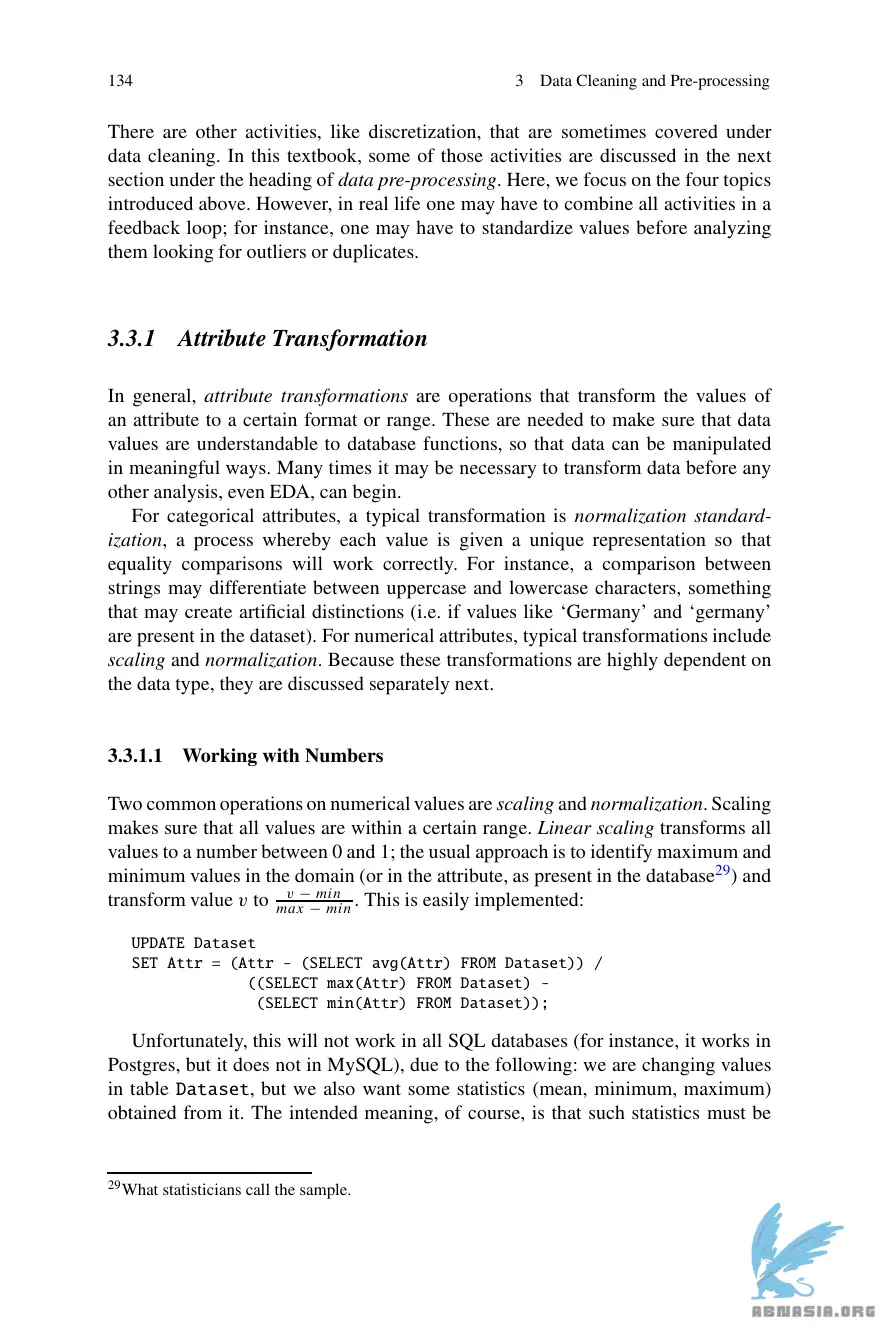 134 3 Data Cleaning and Pre-processing
There are other activities, like discretization, that are sometimes covered under
data cleaning. In this textbook, some of those activities are discussed in the next
section under the heading of data pre-processing. Here, we focus on the four topics
introduced above. However, in real life one may have to combine all activities in a
feedback loop; for instance, one may have to standardize values before analyzing
them looking for outliers or duplicates.
3.3.1 Attribute Transformation
In general, attribute transformations are operations that transform the values of
an attribute to a certain format or range. These are needed to make sure that data
values are understandable to database functions, so that data can be manipulated
in meaningful ways. Many times it may be necessary to transform data before any
other analysis, even EDA, can begin.
For categorical attributes, a typical transformation is normalization standard-
ization, a process whereby each value is given a unique representation so that
equality comparisons will work correctly. For instance, a comparison between
strings may differentiate between uppercase and lowercase characters, something
that may create artificial distinctions (i.e. if values like ‘Germany’ and ‘germany’
are present in the dataset). For numerical attributes, typical transformations include
scaling and normalization. Because these transformations are highly dependent on
the data type, they are discussed separately next.
3.3.1.1 Working with Numbers
Two common operations on numerical values are scaling and normalization. Scaling
makes sure that all values are within a certain range. Linear scaling transforms all
values to a number between 0 and 1; the usual approach is to identify maximum and
minimum values in the domain (or in the attribute, as present in the database29) and
transform value v to v − min / max − min. This is easily implemented:
UPDATE Dataset
SET Attr = (Attr - (SELECT avg(Attr) FROM Dataset)) /
((SELECT max(Attr) FROM Dataset) -
(SELECT min(Attr) FROM Dataset));
Unfortunately, this will not work in all SQL databases (for instance, it works in
Postgres, but it does not in MySQL), due to the following: we are changing values
in table Dataset, but we also want some statistics (mean, minimum, maximum)
obtained from it. The intended meaning, of course, is that such statistics must be
29What statisticians call the sample.
ABNASIA.ORG